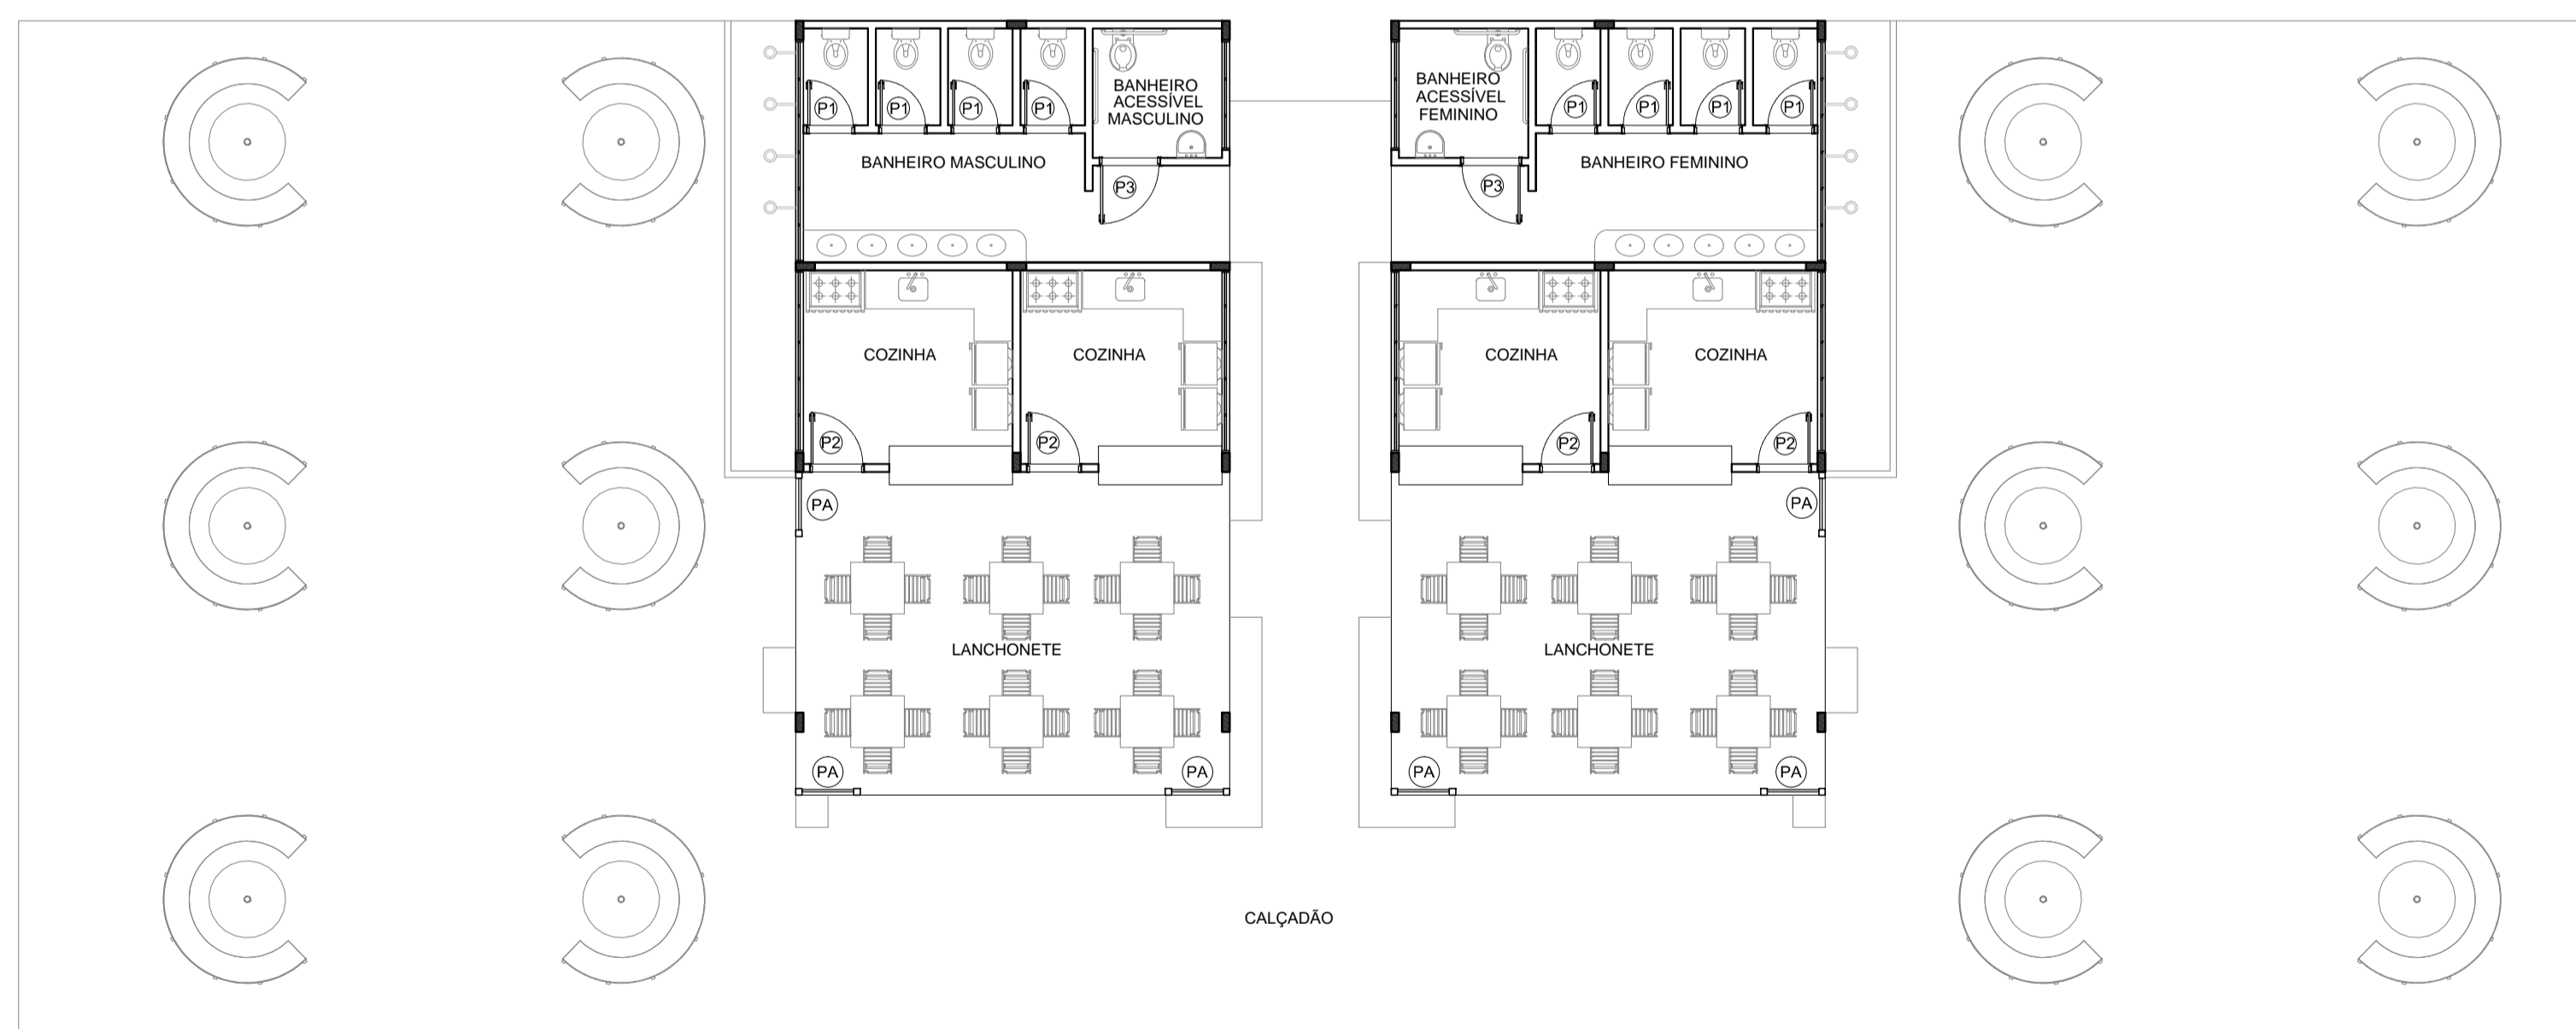 P1
P1
P1
P1
BANHEIRO
ACESSÍVEL
MASCULINO
BANHEIRO
ACESSÍVEL
FEMININO
P1
P1
P1
P1
BANHEIRO MASCULINO
P3
P3
BANHEIRO FEMININO
COZINHA
COZINHA
COZINHA
COZINHA
P2
P2
P2
P2
PA
PA
LANCHONETE
LANCHONETE
PA
PA
PA
PA
CALÇADÃO